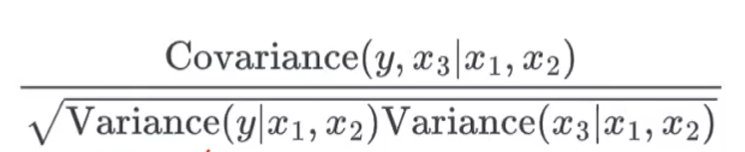 Covariance(y, x₃|x₁, x₂)
√Variance(y|x₁, x₂)Variance(x₃|x₁, x₂)